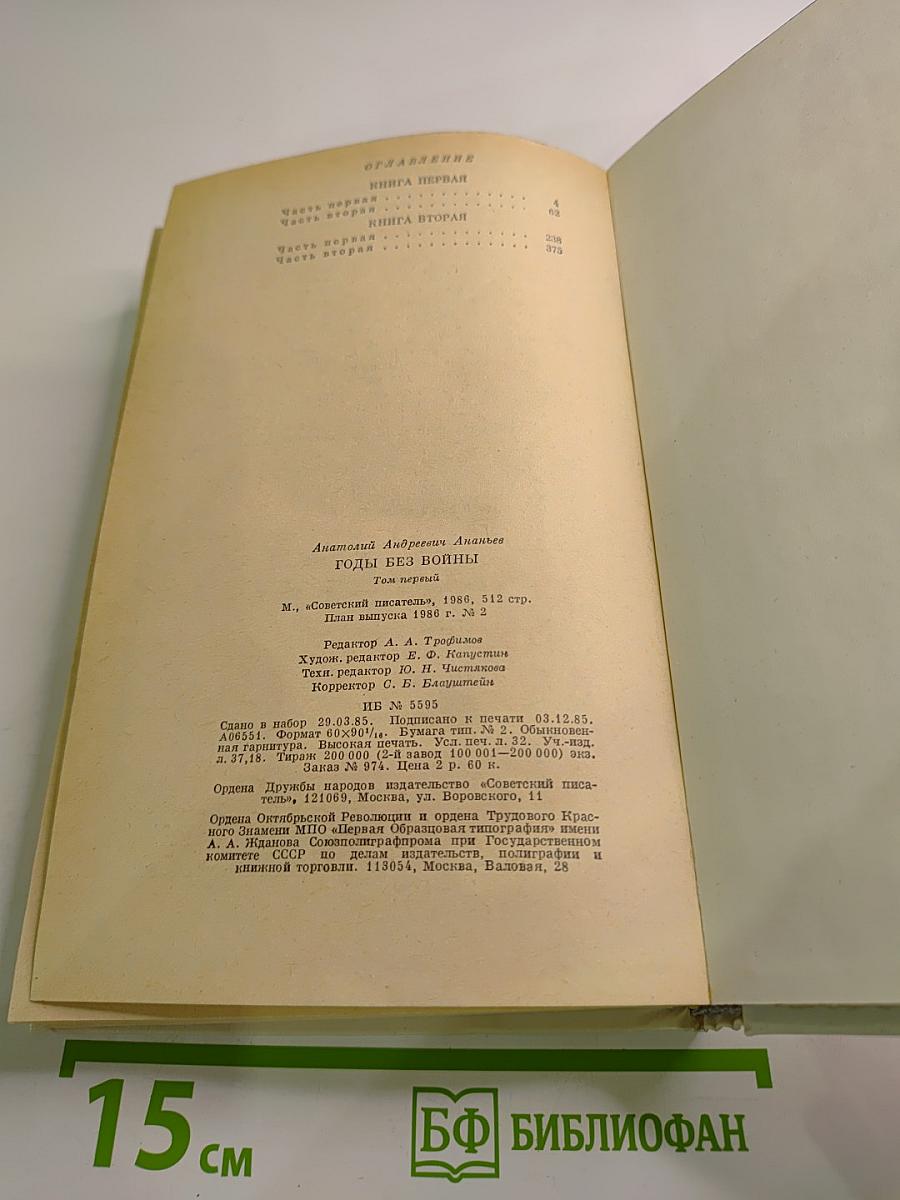 ОГЛАВЛЕНИЕ
КНИГА ПЕРВАЯ
Часть первая . . . . . . . . . . . . . 4
Часть вторая . . . . . . . . . . . . . 62
КНИГА ВТОРАЯ
Часть первая . . . . . . . . . . . . . 238
Часть вторая . . . . . . . . . . . . . 375
Анатолий Андреевич Ананьев
ГОДЫ БЕЗ ВОЙНЫ
Том первый
М., «Советский писатель», 1986, 512 стр.
План выпуска 1986 г. № 2
Редактор А. А. Трофимов
Худож. редактор Е. Ф. Капустин
Техн. редактор Ю. Н. Чистякова
Корректор С. Б. Блауштейн
ИБ № 5595
Сдано в набор 29.03.85. Подписано к печати 03.12.85.
А06551. Формат 60×90¹/₁₆. Бумага тип. № 2. Обыкновен-
ная гарнитура. Высокая печать. Усл. печ. л. 32. Уч.-изд.
л. 37,18. Тираж 200 000 (2-й завод 100 001—200 000) экз.
Заказ № 974. Цена 2 р. 60 к.
Ордена Дружбы народов издательство «Советский писа-
тель», 121069, Москва, ул. Воровского, 11
Ордена Октябрьской Революции и ордена Трудового Крас-
ного Знамени МПО «Первая Образцовая типография» имени
А. А. Жданова Союзполиграфпрома при Государственном
комитете СССР по делам издательств, полиграфии и
книжной торговли. 113054, Москва, Валовая, 28
15 см
БФ БИБЛИОФАН